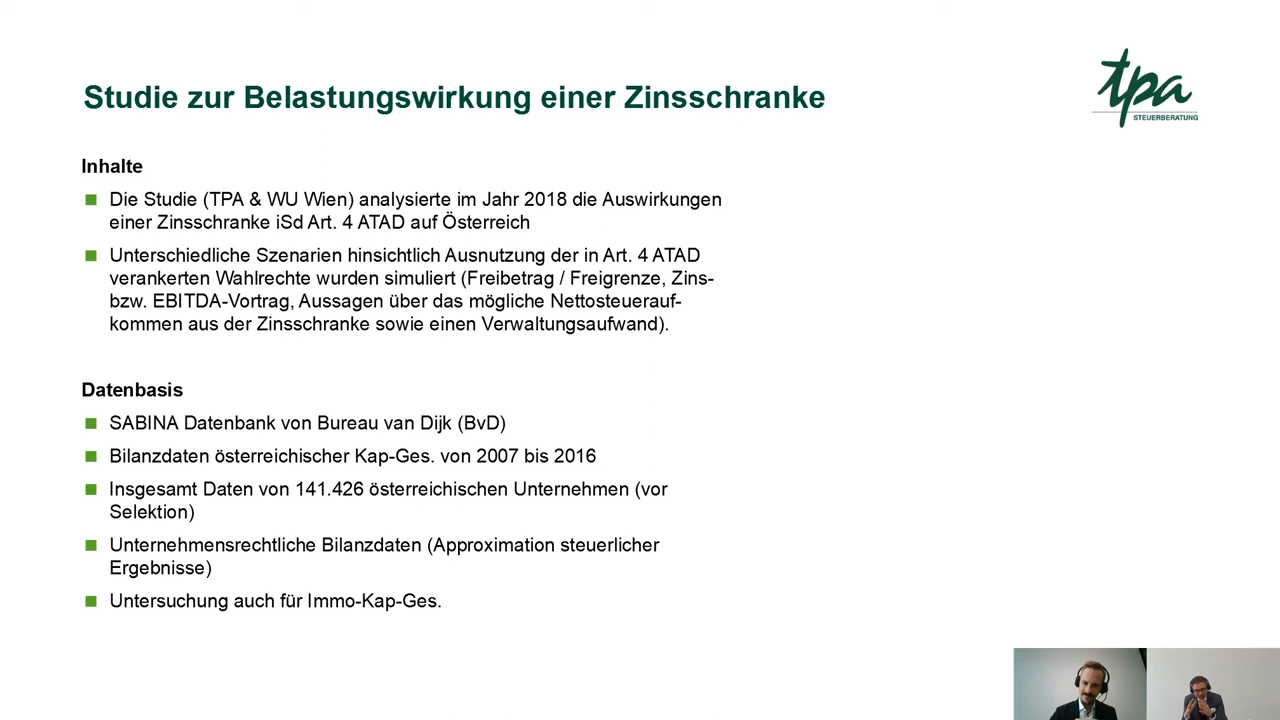 Studie zur Belastungswirkung einer Zinsschranke
tpa
STEUERBERATUNG
Inhalte
Die Studie (TPA & WU Wien) analysierte im Jahr 2018 die Auswirkungen
einer Zinsschranke iSd Art. 4 ATAD auf Österreich
Unterschiedliche Szenarien hinsichtlich Ausnutzung der in Art. 4 ATAD
verankerten Wahlrechte wurden simuliert (Freibetrag / Freigrenze, Zins-
bzw. EBITDA-Vortrag, Aussagen über das mögliche Nettosteuerauf-
kommen aus der Zinsschranke sowie einen Verwaltungsaufwand).
Datenbasis
SABINA Datenbank von Bureau van Dijk (BvD)
Bilanzdaten österreichischer Kap-Ges. von 2007 bis 2016
Insgesamt Daten von 141.426 österreichischen Unternehmen (vor
Selektion)
Unternehmensrechtliche Bilanzdaten (Approximation steuerlicher
Ergebnisse)
Untersuchung auch für Immo-Kap-Ges.